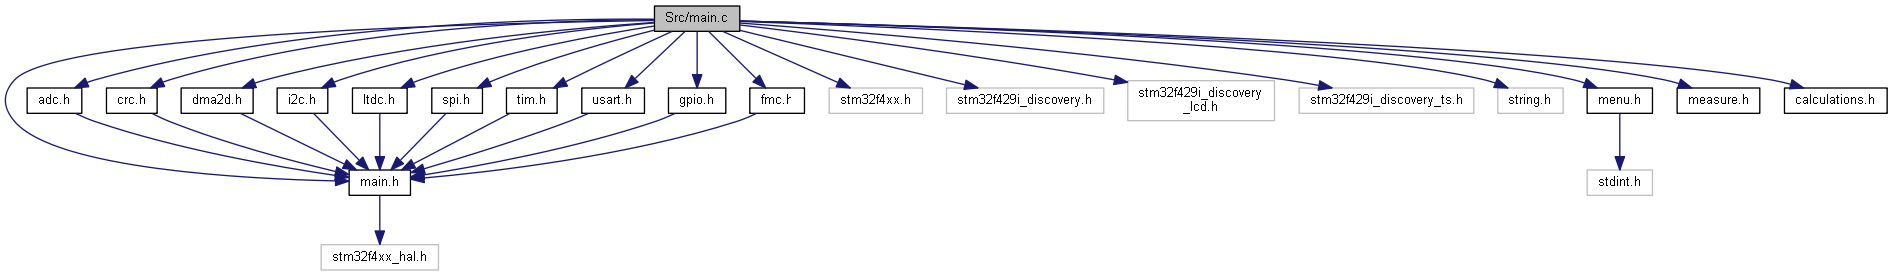 Src/main.c
adc.h
crc.h
dma2d.h
i2c.h
ltdc.h
spi.h
tim.h
usart.h
gpio.h
fmc.h
stm32f4xx.h
stm32f429i_discovery.h
stm32f429i_discovery
_lcd.h
stm32f429i_discovery_ts.h
string.h
menu.h
measure.h
calculations.h
main.h
stdint.h
stm32f4xx_hal.h